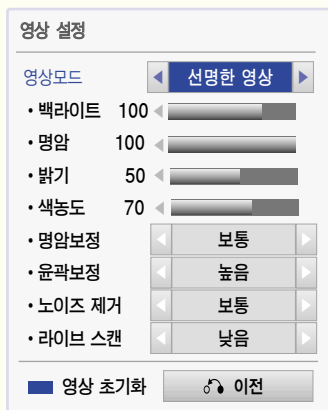 영상 설정
영상모드 선명한 영상
• 백라이트 100
• 명암 100
• 밝기 50
• 색농도 70
• 명암보정 보통
• 윤곽보정 높음
• 노이즈 제거 보통
• 라이브 스캔 낮음
영상 초기화 이전